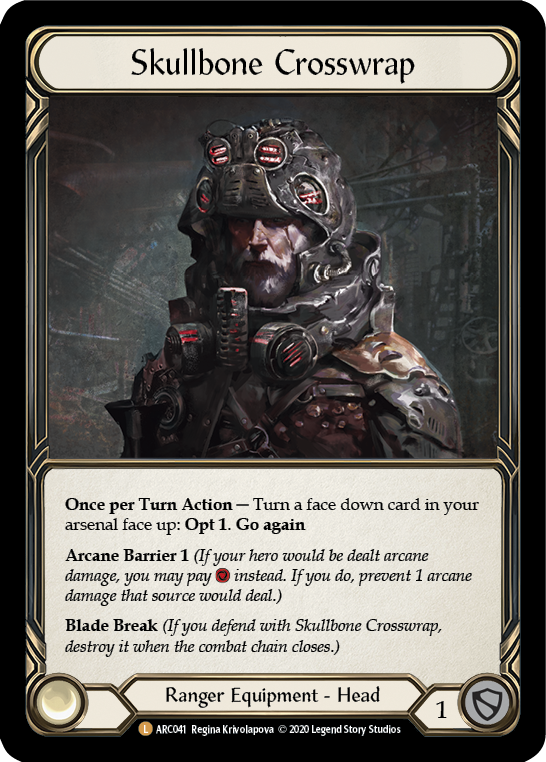 Skullbone Crosswrap
Once per Turn Action — Turn a face down card in your
arsenal face up: Opt 1. Go again
Arcane Barrier 1 (If your hero would be dealt arcane
damage, you may pay instead. If you do, prevent 1 arcane
damage that source would deal.)
Blade Break (If you defend with Skullbone Crosswrap,
destroy it when the combat chain closes.)
Ranger Equipment - Head
1
L ARC041 Regina Krivolapova © 2020 Legend Story Studios